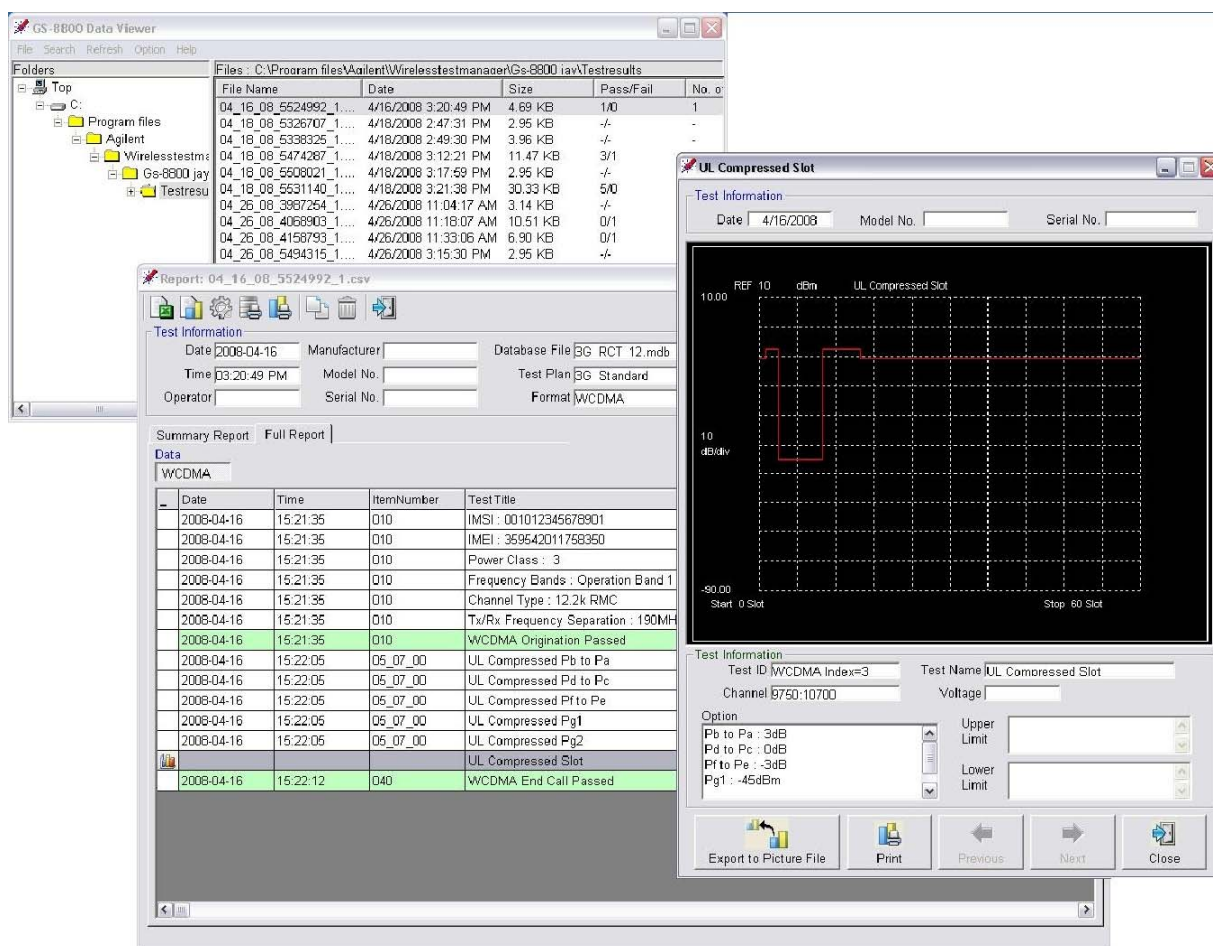 GS-8800 Data Viewer
File Search Refresh Option Help
Folders
Files : C:\Program files\Agilent\Wirelesstestmanager\Gs-8800 jay\Testresults
Top
C:
Program files
Agilent
Wirelesstestma
Gs-8800 jay
Testresu
File Name Date Size Pass/Fail No. o
04_16_08_5524992_1.... 4/16/2008 3:20:49 PM 4.69 KB 1/0 1
04_18_08_5326707_1.... 4/18/2008 2:47:31 PM 2.95 KB -/- -
04_18_08_5338325_1.... 4/18/2008 2:49:30 PM 3.96 KB -/- -
04_18_08_5474287_1.... 4/18/2008 3:12:21 PM 11.47 KB 3/1
04_18_08_5508021_1.... 4/18/2008 3:17:59 PM 2.95 KB -/-
04_18_08_5531140_1.... 4/18/2008 3:21:38 PM 30.33 KB 5/0
04_26_08_3987254_1.... 4/26/2008 11:04:17 AM 3.14 KB -/-
04_26_08_4068903_1.... 4/26/2008 11:18:07 AM 10.51 KB 0/1
04_26_08_4158793_1.... 4/26/2008 11:33:06 AM 6.90 KB 0/1
04_26_08_5494315_1.... 4/26/2008 3:15:30 PM 2.95 KB -/-
Report: 04_16_08_5524992_1.csv
Test Information
Date 2008-04-16 Manufacturer Database File 3G RCT 12.mdb
Time 03:20:49 PM Model No. Test Plan 3G Standard
Operator Serial No. Format WCDMA
Summary Report Full Report
Data
WCDMA
Date Time ItemNumber Test Title
2008-04-16 15:21:35 010 IMSI : 001012345678901
2008-04-16 15:21:35 010 IMEI : 359542011758350
2008-04-16 15:21:35 010 Power Class : 3
2008-04-16 15:21:35 010 Frequency Bands : Operation Band 1
2008-04-16 15:21:35 010 Channel Type : 12.2k RMC
2008-04-16 15:21:35 010 Tx/Rx Frequency Separation : 190MH
2008-04-16 15:21:35 010 WCDMA Origination Passed
2008-04-16 15:22:05 05_07_00 UL Compressed Pb to Pa
2008-04-16 15:22:05 05_07_00 UL Compressed Pd to Pc
2008-04-16 15:22:05 05_07_00 UL Compressed Pf to Pe
2008-04-16 15:22:05 05_07_00 UL Compressed Pg1
2008-04-16 15:22:05 05_07_00 UL Compressed Pg2
UL Compressed Slot
2008-04-16 15:22:12 040 WCDMA End Call Passed
UL Compressed Slot
Test Information
Date 4/16/2008 Model No. Serial No.
REF 10 dBm UL Compressed Slot
10.00
10
dB/div
-90.00
Start 0 Slot Stop 60 Slot
Test Information
Test ID WCDMA Index=3 Test Name UL Compressed Slot
Channel 9750:10700 Voltage
Option
Pb to Pa : 3dB
Pd to Pc : 0dB
Pf to Pe : -3dB
Pg1 : -45dBm
Upper
Limit
Lower
Limit
Export to Picture File Print Previous Next Close